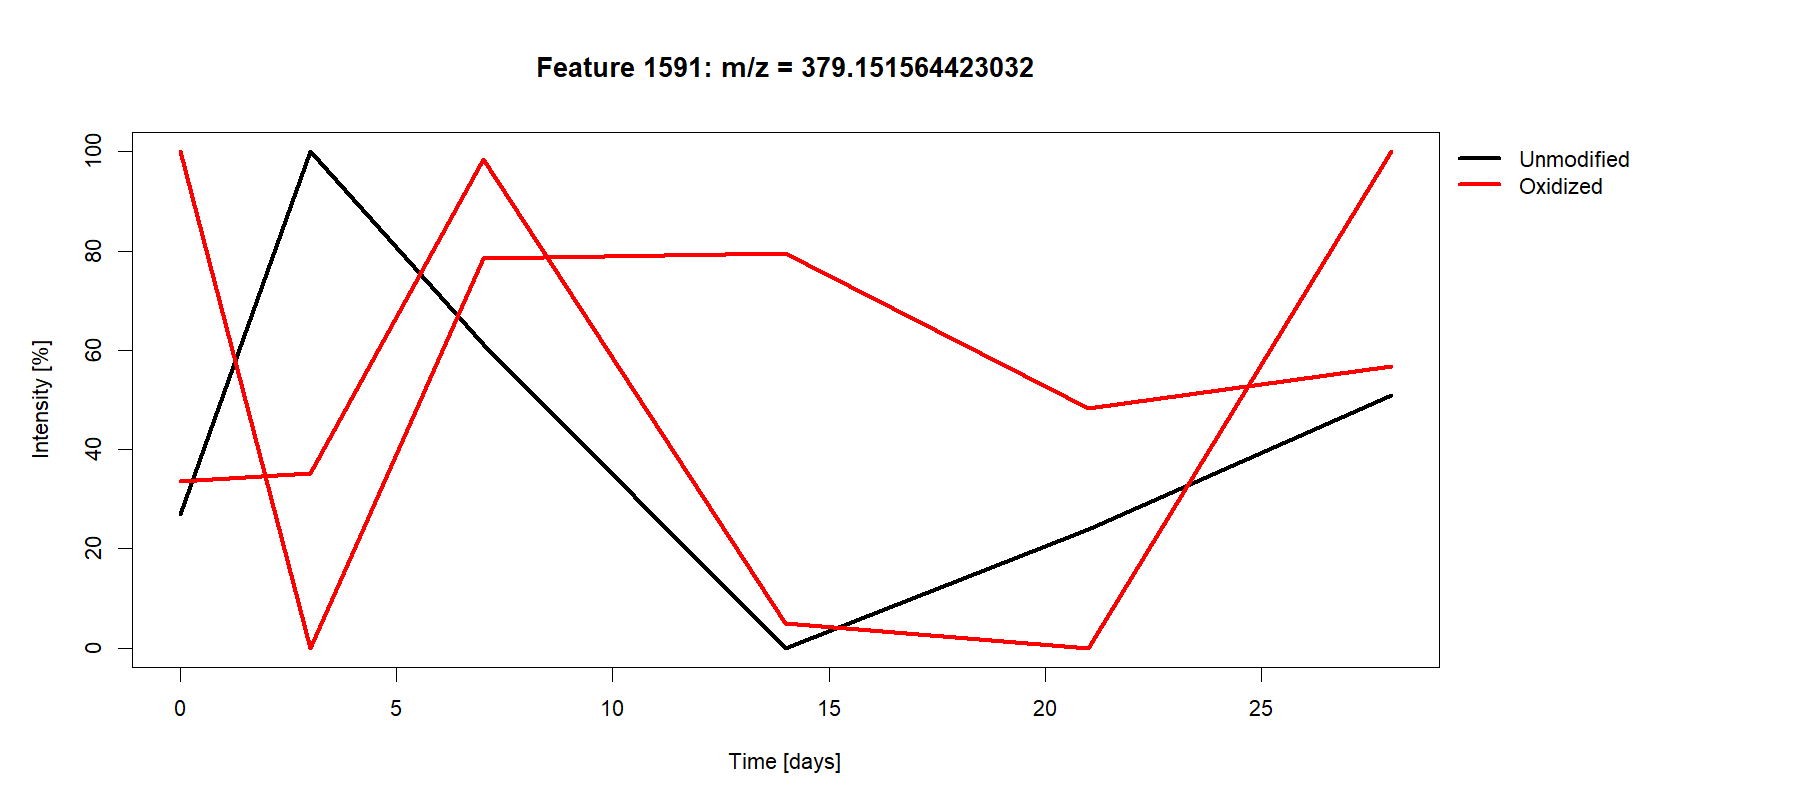 Feature 1591: m/z = 379.151564423032
Unmodified
Oxidized
Intensity [%]
100
80
60
40
20
0
0 5 10 15 20 25
Time [days]